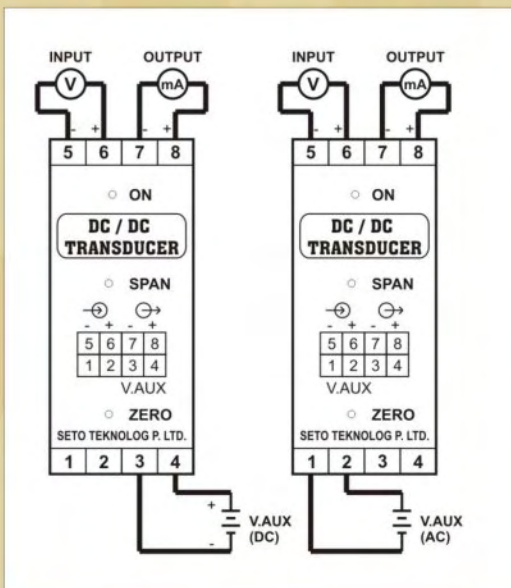 INPUT OUTPUT
V mA
- + - +
5 6 7 8
ON
DC / DC
TRANSDUCER
SPAN
- + - +
5 6 7 8
1 2 3 4
V.AUX
ZERO
SETO TEKNOLOG P. LTD.
1 2 3 4
+
-
V.AUX
(DC)
INPUT OUTPUT
V mA
- + - +
5 6 7 8
ON
DC / DC
TRANSDUCER
SPAN
- + - +
5 6 7 8
1 2 3 4
V.AUX
ZERO
SETO TEKNOLOG P. LTD.
1 2 3 4
V.AUX
(AC)